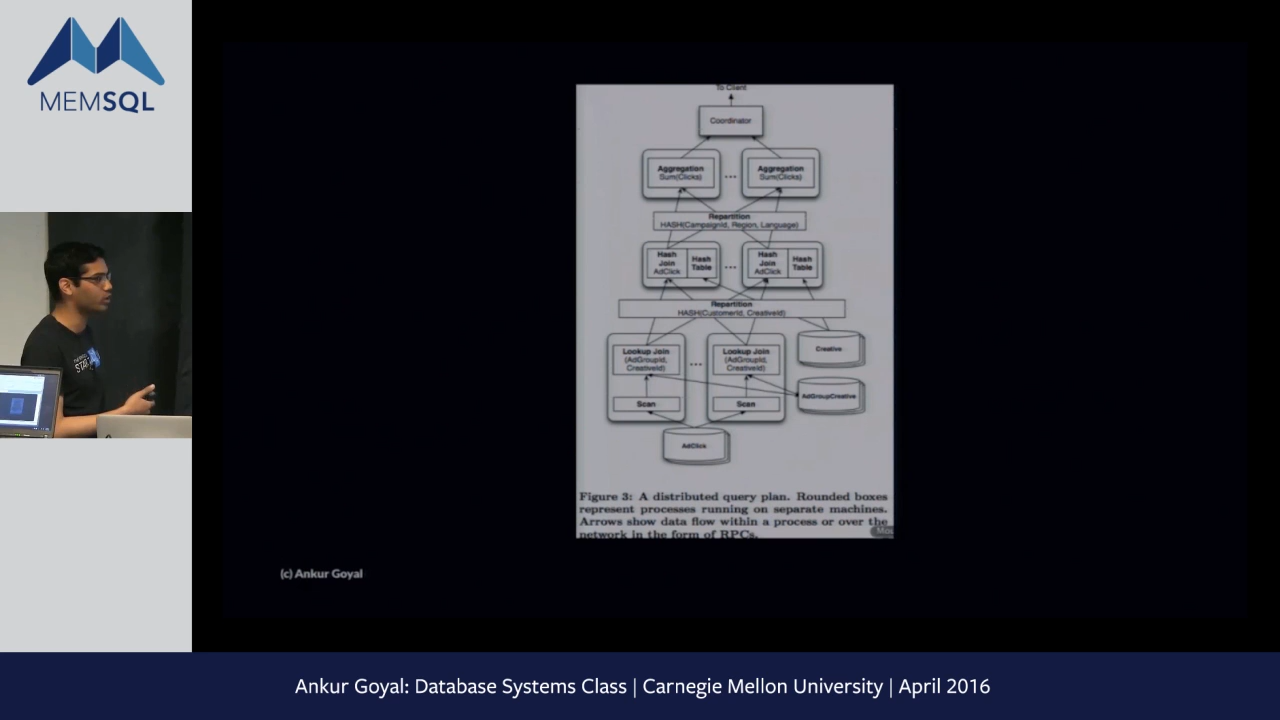 MEMSQL
To Client
Coordinator
Aggregation
Sum(Clicks)
...
Aggregation
Sum(Clicks)
Repartition
HASH(CampaignId, Region, Language)
Hash
Join
AdClick
Hash
Table
...
Hash
Join
AdClick
Hash
Table
Repartition
HASH(CustomerId, CreativeId)
Lookup Join
(AdGroupId,
CreativeId)
...
Lookup Join
(AdGroupId,
CreativeId)
Creative
AdGroupCreative
Scan
Scan
AdClick
Figure 3: A distributed query plan. Rounded boxes
represent processes running on separate machines.
Arrows show data flow within a process or over the
network in the form of RPCs.
(c) Ankur Goyal
Ankur Goyal: Database Systems Class | Carnegie Mellon University | April 2016